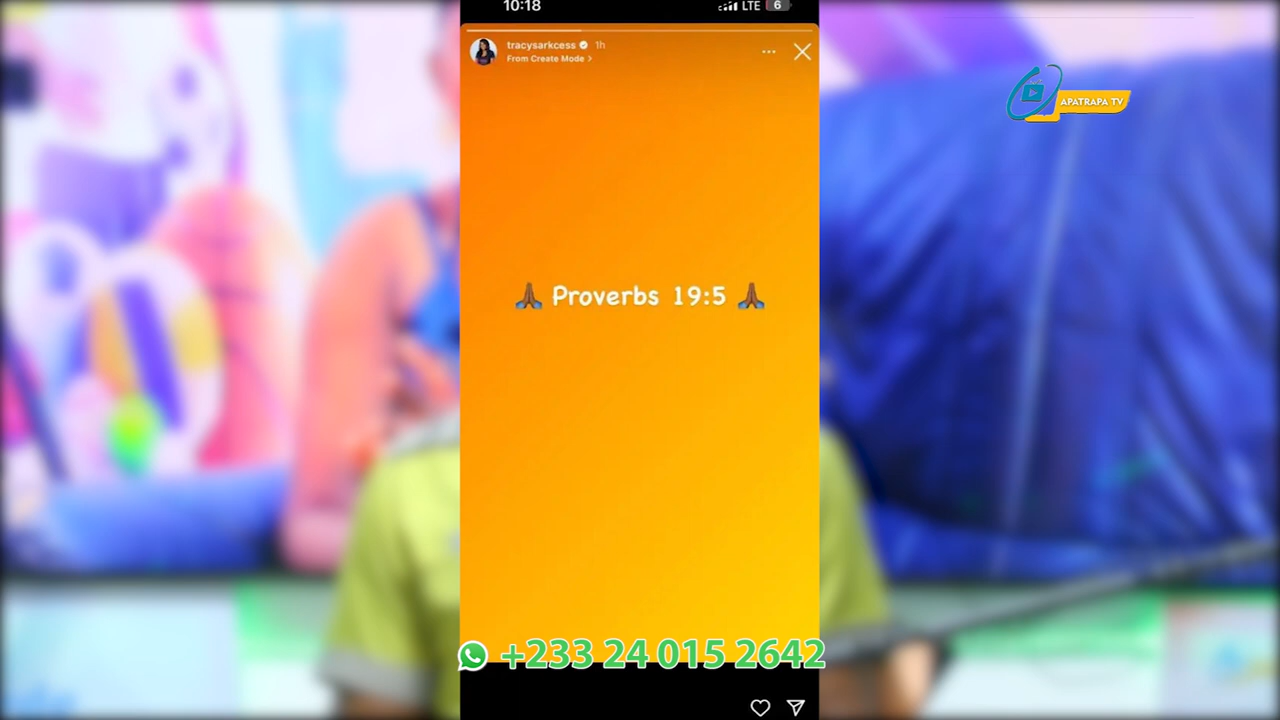 10:18
LTE 6
tracysarkcess 1h
From Create Mode >
APATRAPA TV
🙏🏾 Proverbs 19:5 🙏🏾
+233 24 015 2642